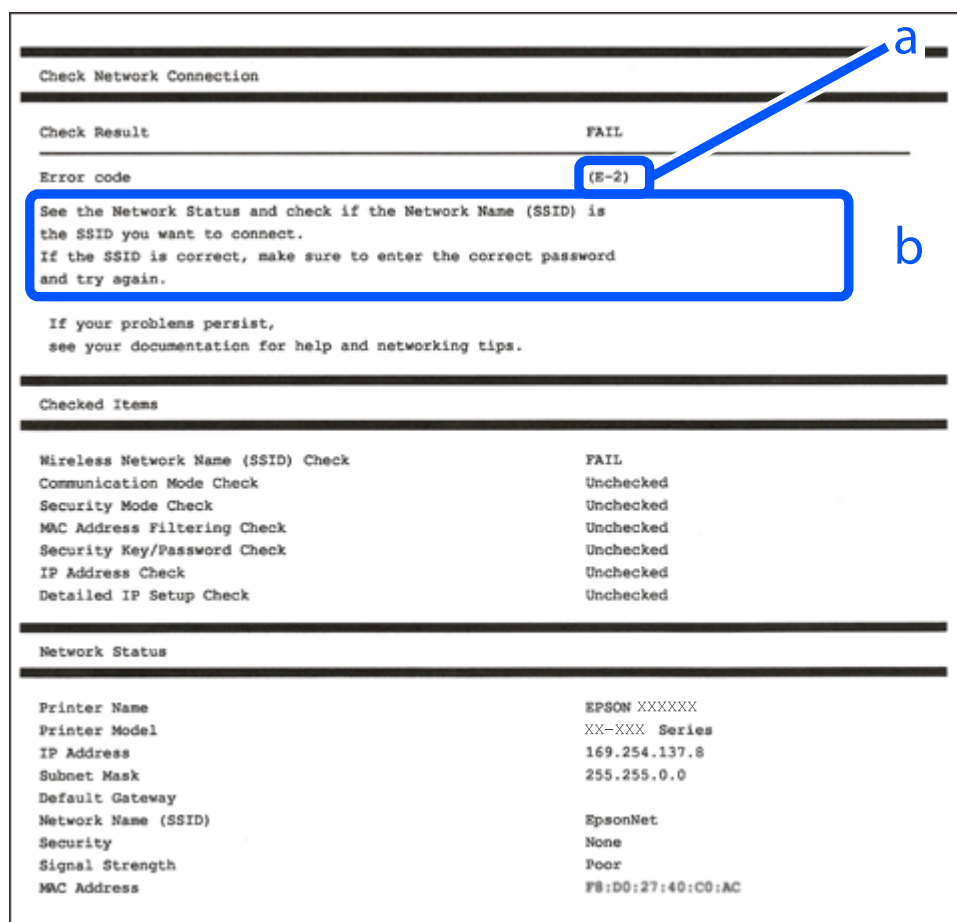 a
Check Network Connection
Check Result FAIL
Error code (E-2)
See the Network Status and check if the Network Name (SSID) is
the SSID you want to connect.
If the SSID is correct, make sure to enter the correct password
and try again.
b
If your problems persist,
see your documentation for help and networking tips.
Checked Items
Wireless Network Name (SSID) Check FAIL
Communication Mode Check Unchecked
Security Mode Check Unchecked
MAC Address Filtering Check Unchecked
Security Key/Password Check Unchecked
IP Address Check Unchecked
Detailed IP Setup Check Unchecked
Network Status
Printer Name EPSON XXXXXX
Printer Model XX-XXX Series
IP Address 169.254.137.8
Subnet Mask 255.255.0.0
Default Gateway
Network Name (SSID) EpsonNet
Security None
Signal Strength Poor
MAC Address F8:D0:27:40:C0:AC